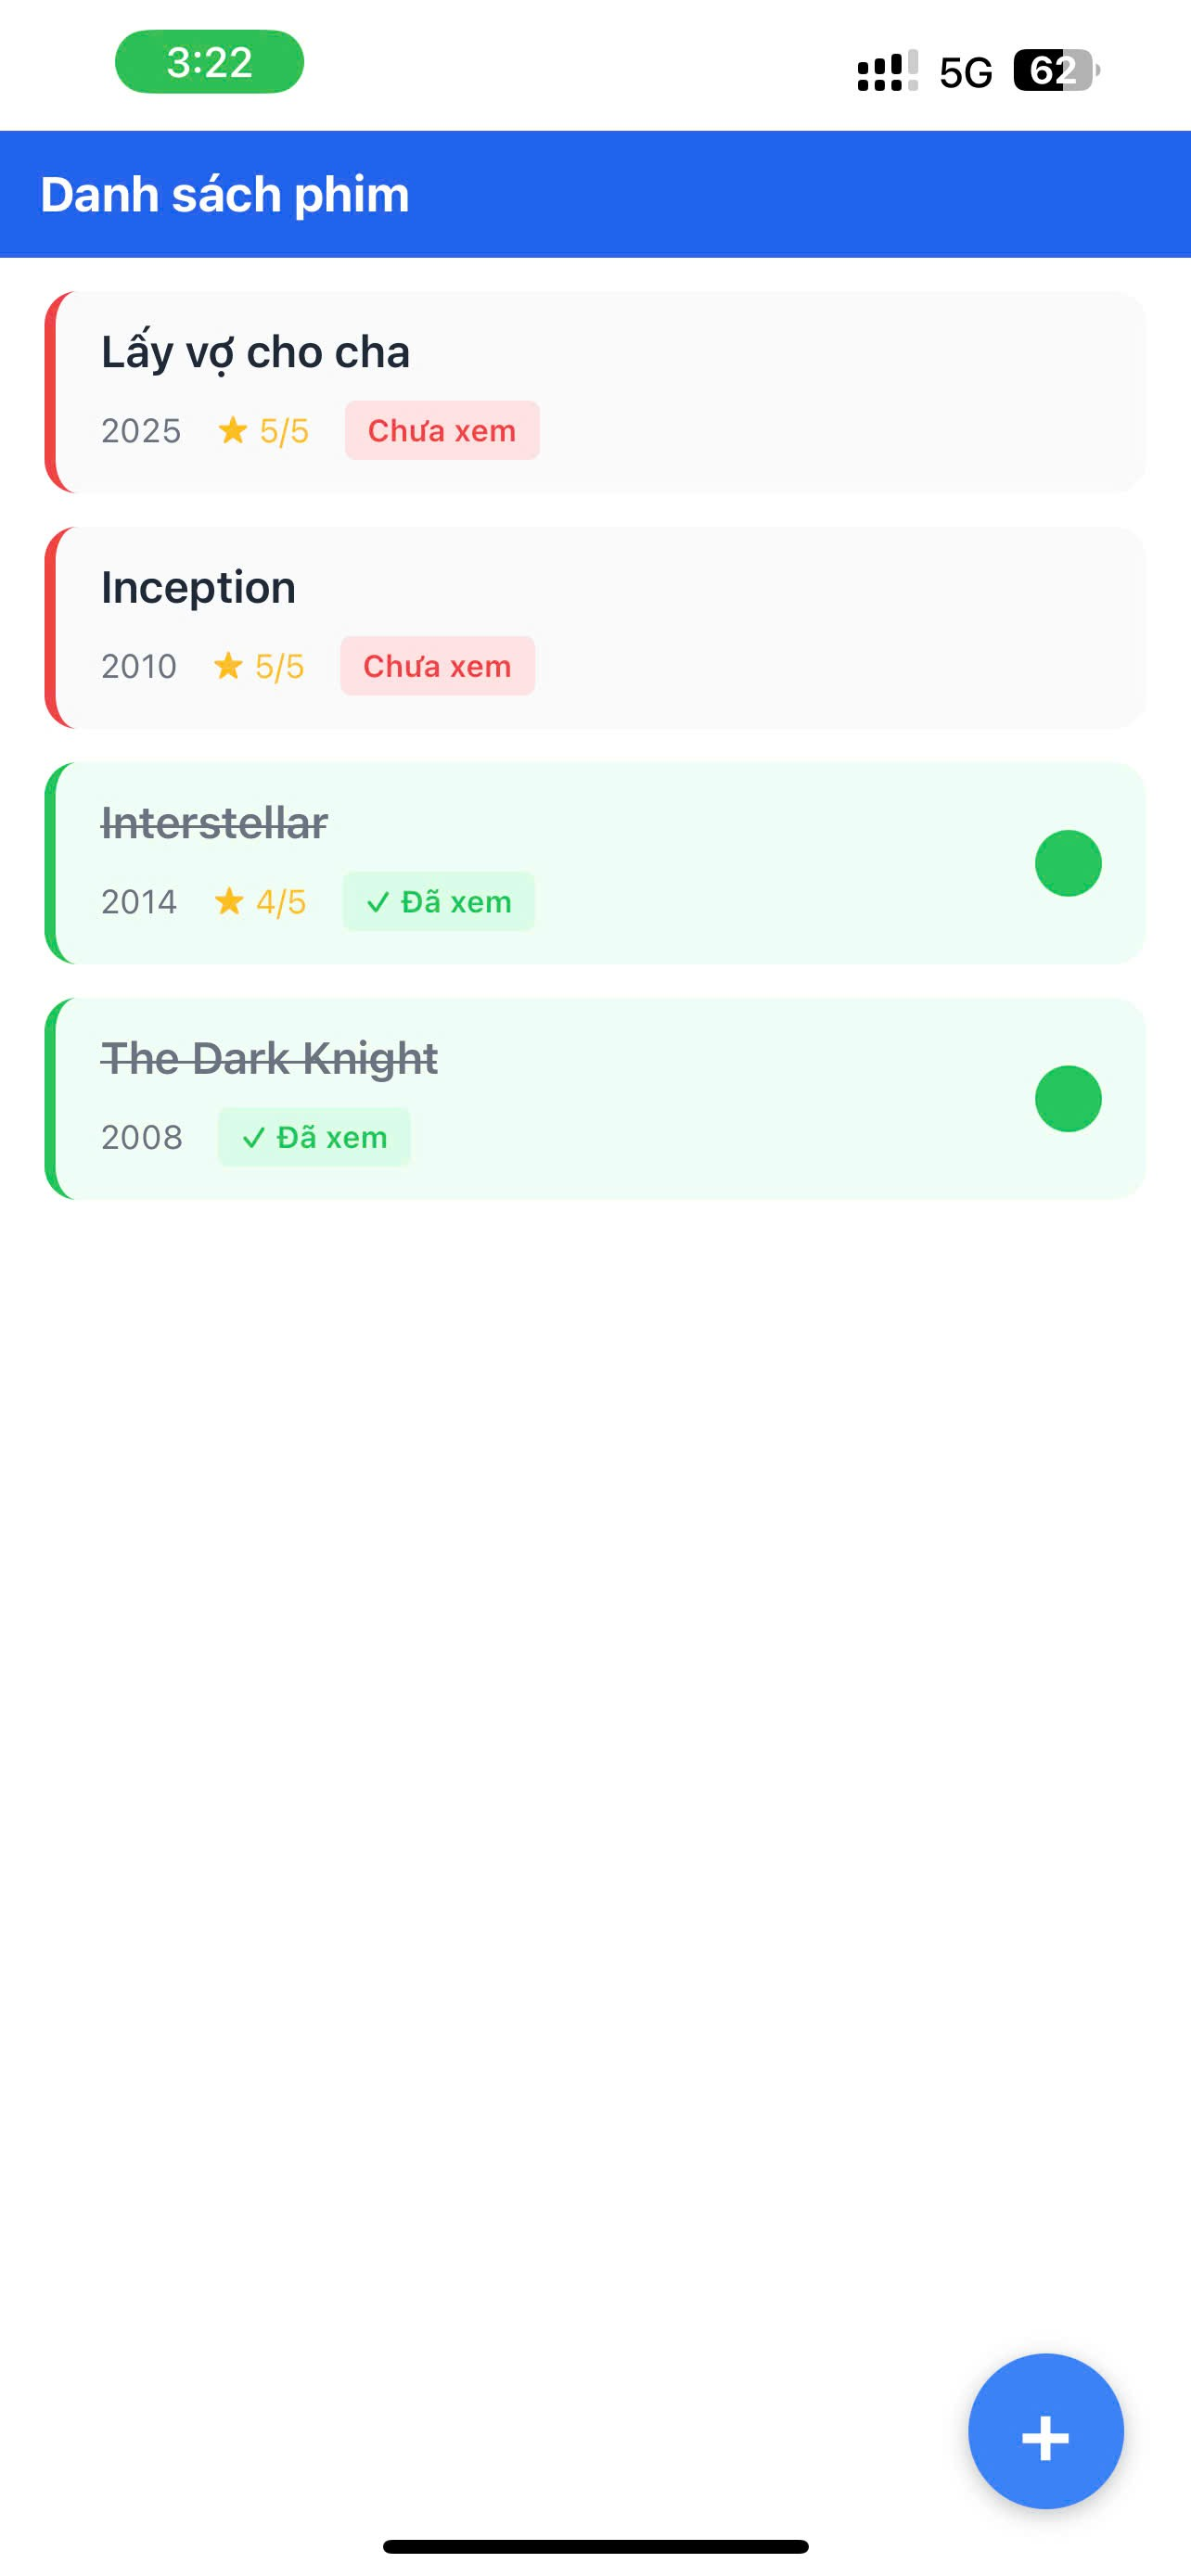 3:22
5G
62
Danh sách phim
Lấy vợ cho cha
2025 ★ 5/5 Chưa xem
Inception
2010 ★ 5/5 Chưa xem
Interstellar
2014 ★ 4/5 ✓ Đã xem
The Dark Knight
2008 ✓ Đã xem
+